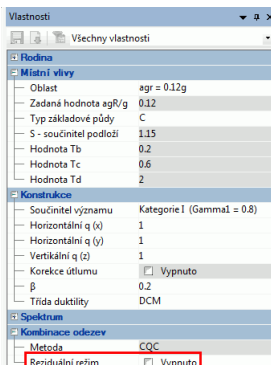 Vlastnosti
Všechny vlastnosti
Rodina
Místní vlivy
Oblast agr = 0.12g
Zadaná hodnota agR/g 0.12
Typ základové půdy C
S - součinitel podloží 1.15
Hodnota Tb 0.2
Hodnota Tc 0.6
Hodnota Td 2
Konstrukce
Součinitel významu Kategorie I (Gamma1 = 0.8)
Horizontální q (x) 1
Horizontální q (y) 1
Vertikální q (z) 1
Korekce útlumu Vypnuto
β 0.2
Třída duktility DCM
Spektrum
Kombinace odezev
Metoda CQC
Reziduální režim Vypnuto